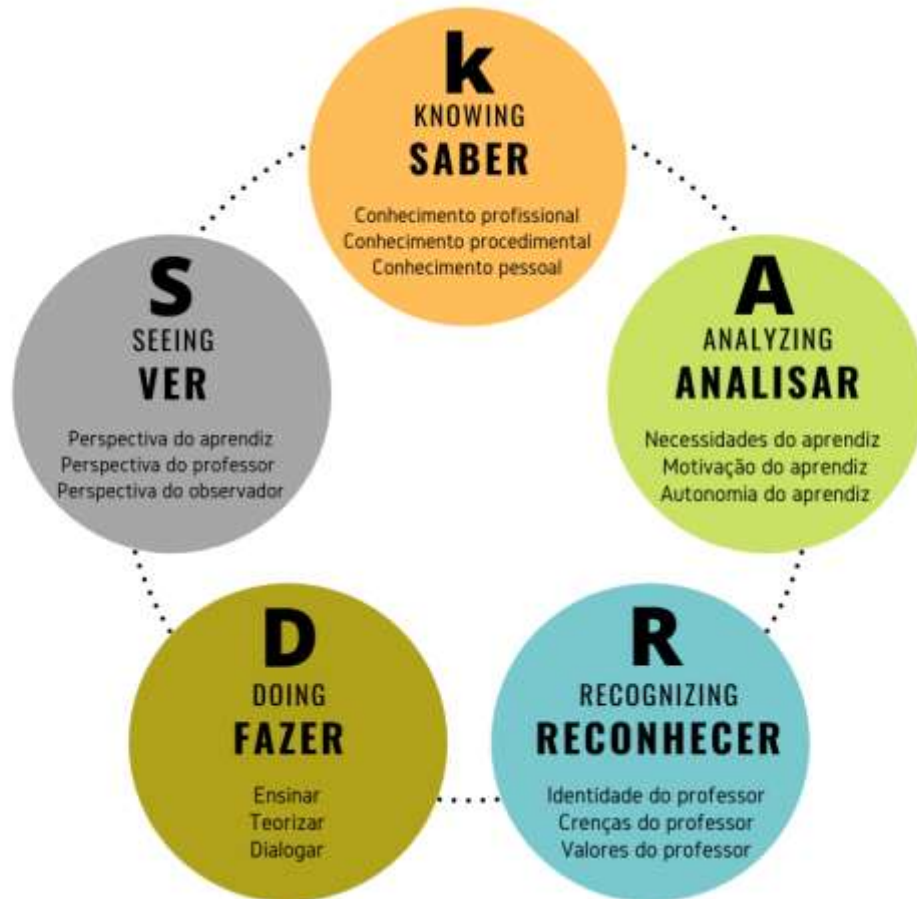 k
KNOWING
SABER
Conhecimento profissional
Conhecimento procedimental
Conhecimento pessoal
A
ANALYZING
ANALISAR
Necessidades do aprendiz
Motivação do aprendiz
Autonomia do aprendiz
R
RECOGNIZING
RECONHECER
Identidade do professor
Crenças do professor
Valores do professor
D
DOING
FAZER
Ensinar
Teorizar
Dialogar
S
SEEING
VER
Perspectiva do aprendiz
Perspectiva do professor
Perspectiva do observador